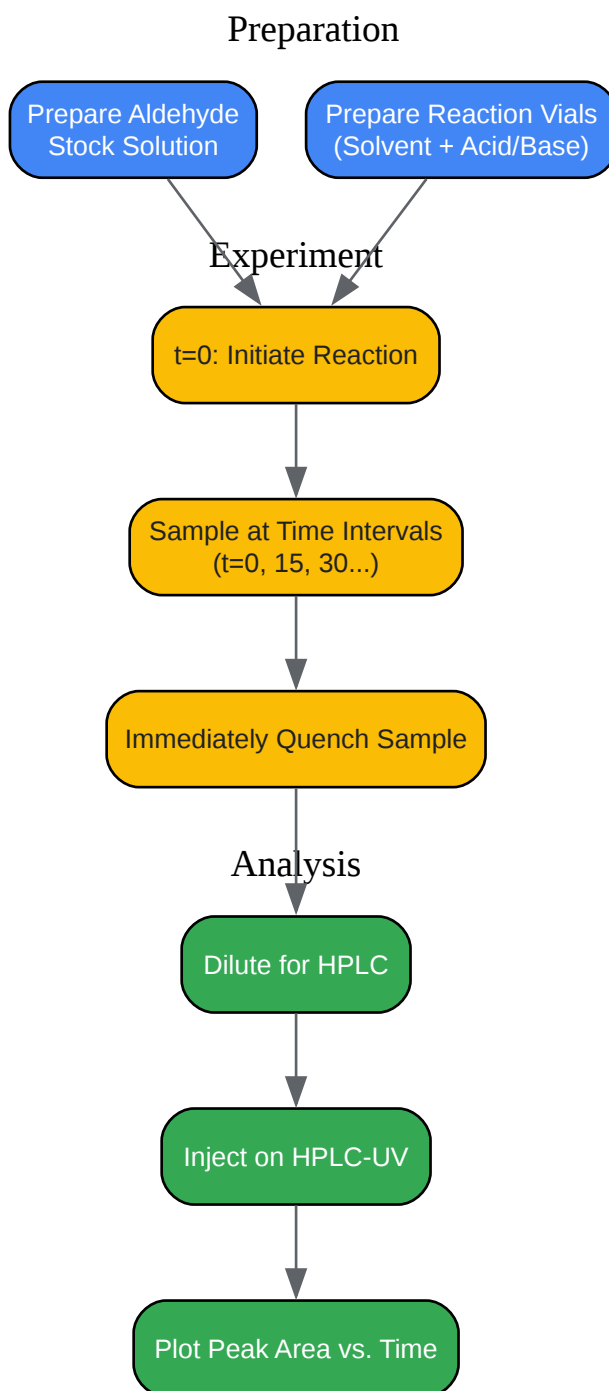 Preparation
Prepare Aldehyde
Stock Solution
Prepare Reaction Vials
(Solvent + Acid/Base)
Experiment
t=0: Initiate Reaction
Sample at Time Intervals
(t=0, 15, 30...)
Immediately Quench Sample
Analysis
Dilute for HPLC
Inject on HPLC-UV
Plot Peak Area vs. Time